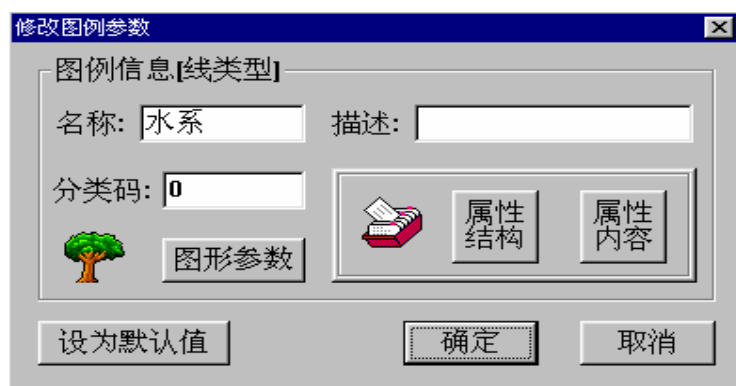 修改图例参数
图例信息[线类型]
名称: 水系 描述:
分类码: 0
属性
结构
属性
内容
图形参数
设为默认值 确定 取消